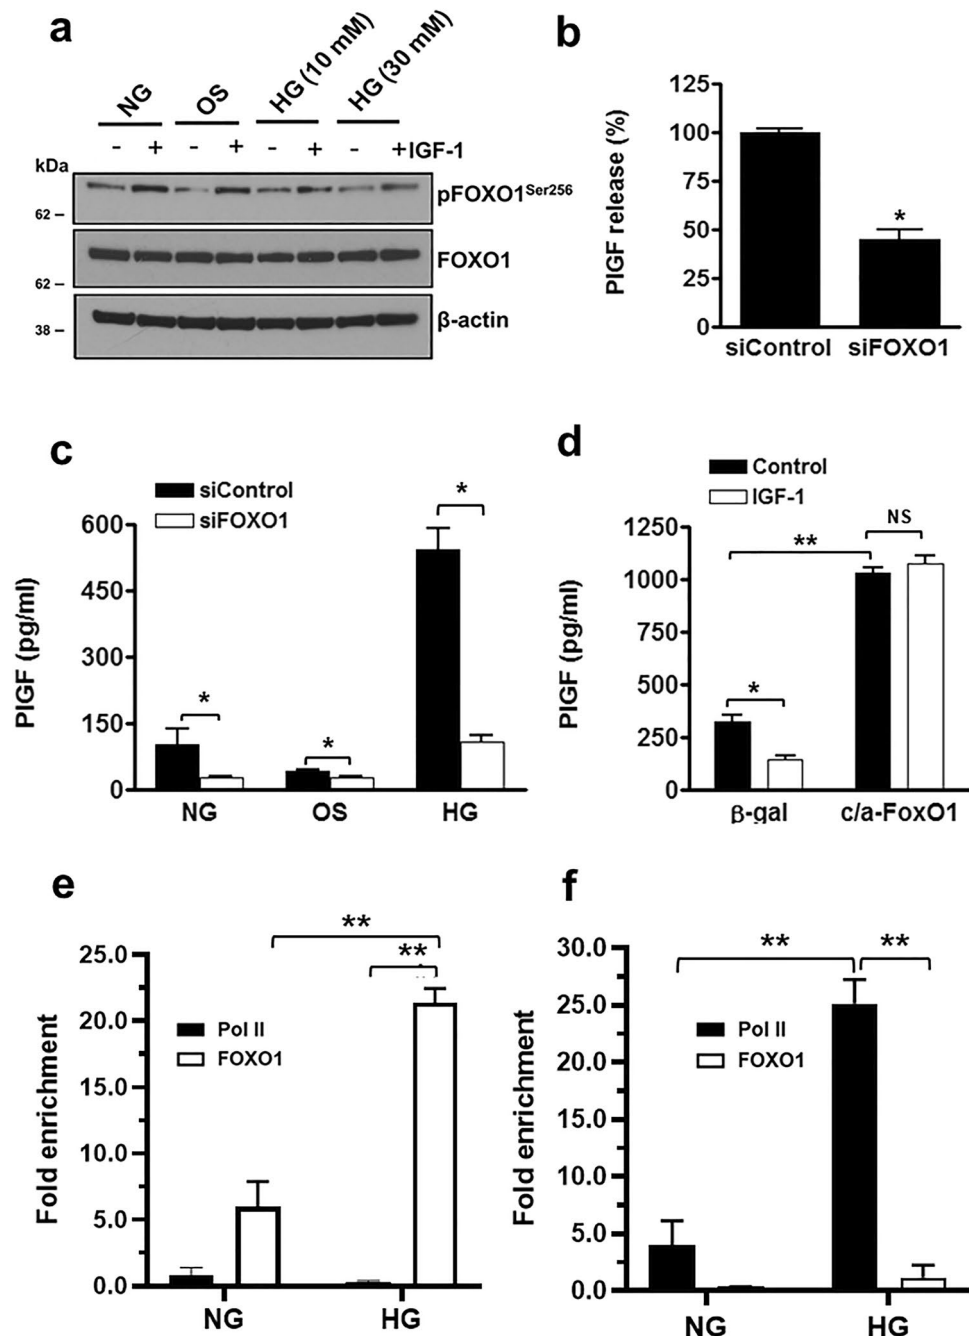 a
NG OS HG (10 mM) HG (30 mM)
- + - + - + - + IGF-1
kDa
pFOXO1Ser256
62 –
FOXO1
62 –
β-actin
38 –
b
PIGF release (%)
125
100
75
50
25
0
*
siControl siFOXO1
c
siControl
siFOXO1
PIGF (pg/ml)
600
450
300
150
0
* * *
NG OS HG
d
Control
IGF-1
PIGF (pg/ml)
1250
1000
750
500
250
0
* ** NS
β-gal c/a-FoxO1
e
Fold enrichment
25.0
20.0
15.0
10.0
5.0
0.0
**
**
Pol II
FOXO1
NG HG
f
Fold enrichment
30.0
25.0
20.0
15.0
10.0
5.0
0.0
** **
Pol II
FOXO1
NG HG